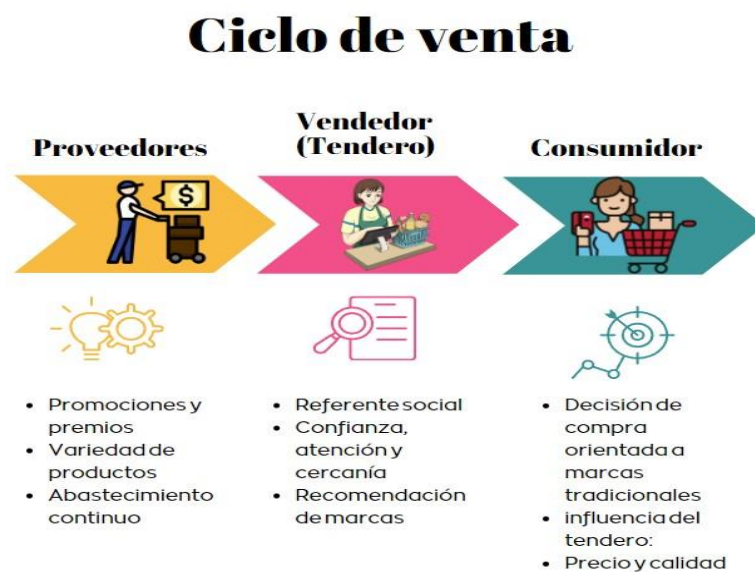 Ciclo de venta
Proveedores
Vendedor
(Tendero)
Consumidor
$
• Promociones y
premios
• Variedad de
productos
• Abastecimiento
continuo
• Referente social
• Confianza,
atención y
cercanía
• Recomendación
de marcas
• Decisión de
compra
orientada a
marcas
tradicionales
• influencia del
tendero:
• Precio y calidad